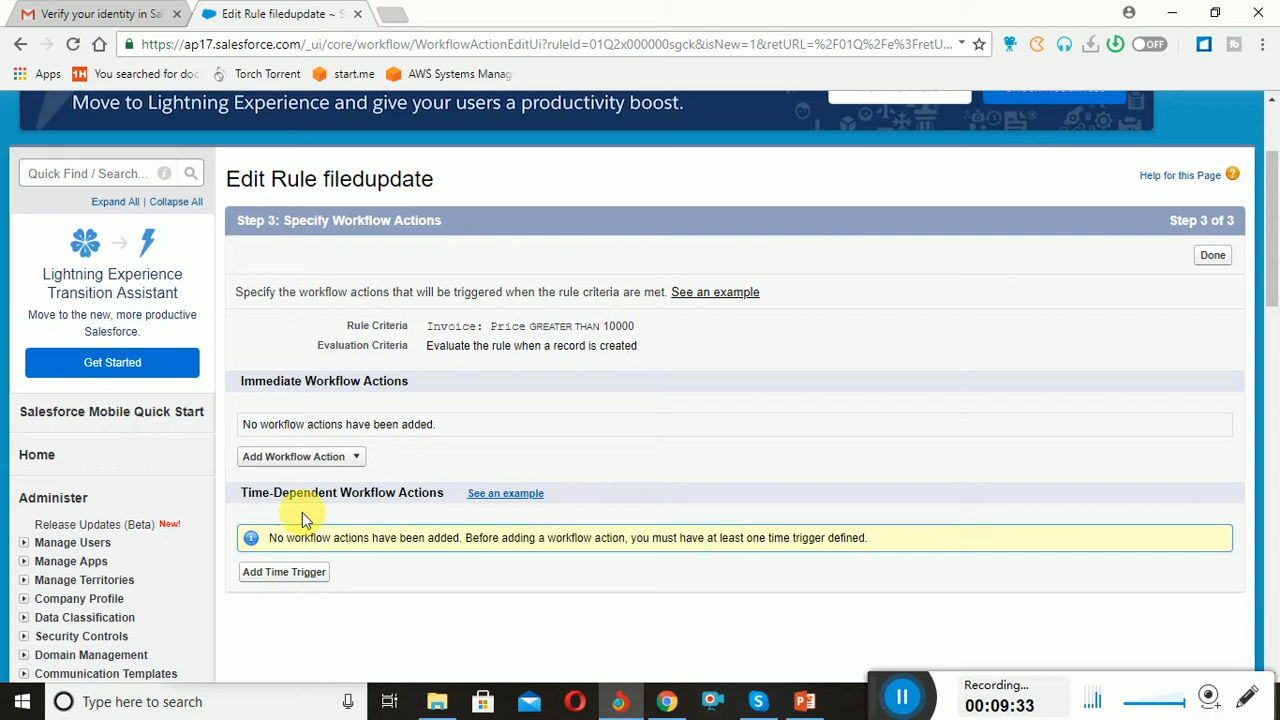 Verify your identity in Sal
Edit Rule filedupdate ~ S
https://ap17.salesforce.com/_ui/core/workflow/WorkflowActionEditUi?ruleId=01Q2x000000sgck&isNew=1&retURL=%2F01Q%2Fe%3FretU...
OFF
Apps
You searched for doc
Torch Torrent
start.me
AWS Systems Manag
Move to Lightning Experience and give your users a productivity boost.
Quick Find / Search...
Expand All | Collapse All
Lightning Experience
Transition Assistant
Move to the new, more productive
Salesforce.
Get Started
Salesforce Mobile Quick Start
Home
Administer
Release Updates (Beta) New!
Manage Users
Manage Apps
Manage Territories
Company Profile
Data Classification
Security Controls
Domain Management
Communication Templates
Edit Rule filedupdate
Help for this Page
Step 3: Specify Workflow Actions
Step 3 of 3
Done
Specify the workflow actions that will be triggered when the rule criteria are met. See an example
Rule Criteria Invoice: Price GREATER THAN 10000
Evaluation Criteria Evaluate the rule when a record is created
Immediate Workflow Actions
No workflow actions have been added.
Add Workflow Action
Time-Dependent Workflow Actions See an example
No workflow actions have been added. Before adding a workflow action, you must have at least one time trigger defined.
Add Time Trigger
Type here to search
Recording...
00:09:33